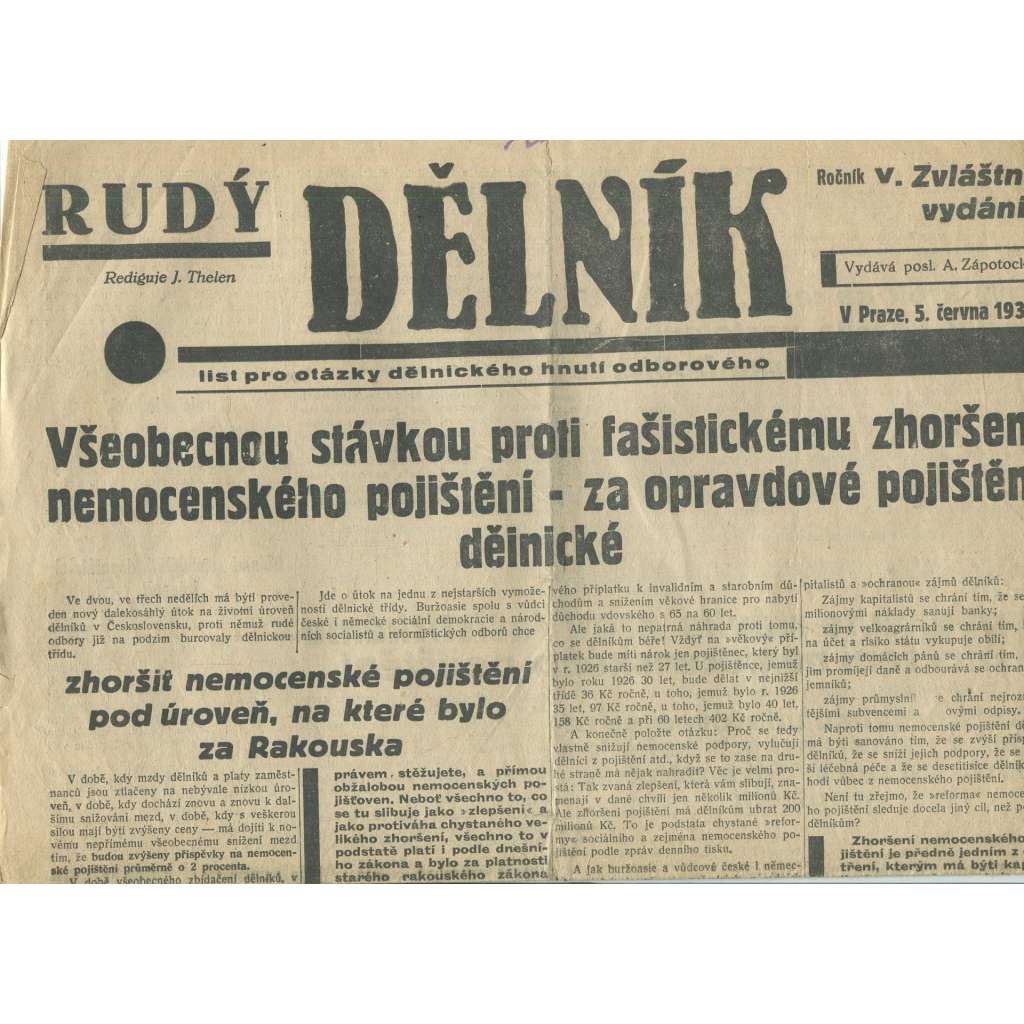 RUDÝ
Rediguje J. Thelen
DĚLNÍK
Ročník V. Zvláštn
vydání
Vydává posl. A. Zápotock
V Praze, 5. června 193
list pro otázky dělnického hnutí odborového
Všeobecnou stávkou proti fašistickému zhoršen
nemocenského pojištění - za opravdové pojištěn
dělnické
Ve dvou, ve třech nedělích má býti prove-
den nový dalekosáhlý útok na životní úroveň
dělníků v Československu, proti němuž rudé
odbory již na podzim burcovaly dělnickou
třídu.
Jde o útok na jednu z nejstarších vymože-
ností dělnické třídy. Buržoasie spolu s vůdci
české i německé sociální demokracie a národ-
ních socialistů a reformistických odborů chce
zhoršit nemocenské pojištění
pod úroveň, na které bylo
za Rakouska
V době, kdy mzdy dělníků a platy zaměst-
nanců jsou ztlačeny na nebývale nízkou úro-
veň, v době, kdy dochází znovu a znovu k dal-
šímu snižování mezd, v době, kdy s veškerou
silou mají býti zvýšeny ceny — má dojíti k no-
vému nepřímému všeobecnému snížení mezd
tím, že budou zvýšeny příspěvky na nemocen-
ské pojištění průměrně o 2 procenta.
V době všeobecného zbídačení dělníků, v
právem stěžujete, a přímou
obžalobou nemocenských po-
jišťoven. Neboť všechno to, co
se tu slibuje jako »zlepšení« a
jako protiváha chystaného ve-
likého zhoršení, všechno to v
podstatě platí i podle dnešní-
ho zákona a bylo za platnosti
starého rakouského zákona
vého příplatku k invalidním a starobním dů-
chodům a snížením věkové hranice pro nabytí
důchodu vdovského s 65 na 60 let.
Ale jaká to nepatrná náhrada proti tomu,
co se dělníkům béře! Vždyť na »věkový« pří-
platek bude míti nárok jen pojištěnec, který byl
v r. 1926 starší než 27 let. U pojištěnce, jemuž
bylo roku 1926 30 let, bude dělat v nejnižší
třídě 36 Kč ročně, u toho, jemuž bylo r. 1926
35 let, 97 Kč ročně, u toho, jemuž bylo 40 let,
158 Kč ročně a při 60 letech 402 Kč ročně.
A konečně položte otázku: Proč se tedy
vlastně snižují nemocenské podpory, vylučují
dělníci z pojištění atd., když se to zase na dru-
hé straně má nějak nahradit? Věc je velmi pro-
stá: Tak zvaná zlepšení, která vám slibují, zna-
menají v dané chvíli jen několik milionů Kč.
Ale zhoršení pojištění má dělníkům ubrat 200
milionů Kč. To je podstata chystané »refor-
my« sociálního a zejména nemocenského po-
jištění podle zpráv denního tisku.
A jak buržoasie a vůdcové české i němec-
pitalistů a »ochranou« zájmů dělníků:
Zájmy kapitalistů se chrání tím, že se
milionovými náklady sanují banky;
zájmy velkoagrárníků se chrání tím,
na účet a risiko státu vykupuje obilí;
zájmy domácích pánů se chrání tím,
jim promíjejí daně a odbourává se ochran
jemníků;
zájmy průmyslní e chrání nejroz
tějšími subvencemi a ovými odpisy.
Naproti tomu nemocenské pojištění dě
má býti sanováno tím, že se zvýší přísp
dělníků, že se sníží jejich podpory, že se
ší léčebná péče a že se desetitisíce dělník
hodí vůbec z nemocenského pojištění.
Není tu zřejmo, že »reforma« nemoce
ho pojištění sleduje docela jiný cíl, než po
dělníkům?
Zhoršení nemocenského
jištění je předně jedním z
tření, kterým má býti kap